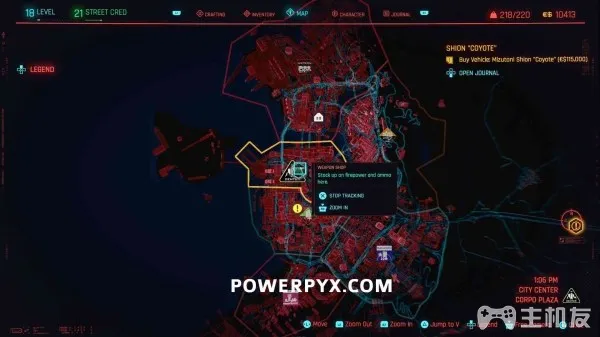 18 LEVEL
21 STREET CRED
CRAFTING
INVENTORY
MAP
CHARACTER
JOURNAL
218/220
10413
LEGEND
SHION "COYOTE"
Buy Vehicle: Mizutani Shion "Coyote" (€$115,000)
OPEN JOURNAL
WEAPON SHOP
Stock up on firepower and ammo
here.
STOP TRACKING
ZOOM IN
POWERPYX.COM
1:06 PM
CITY CENTER
CORPO PLAZA
Move
Zoom Out
Zoom In
Jump to V
主机友